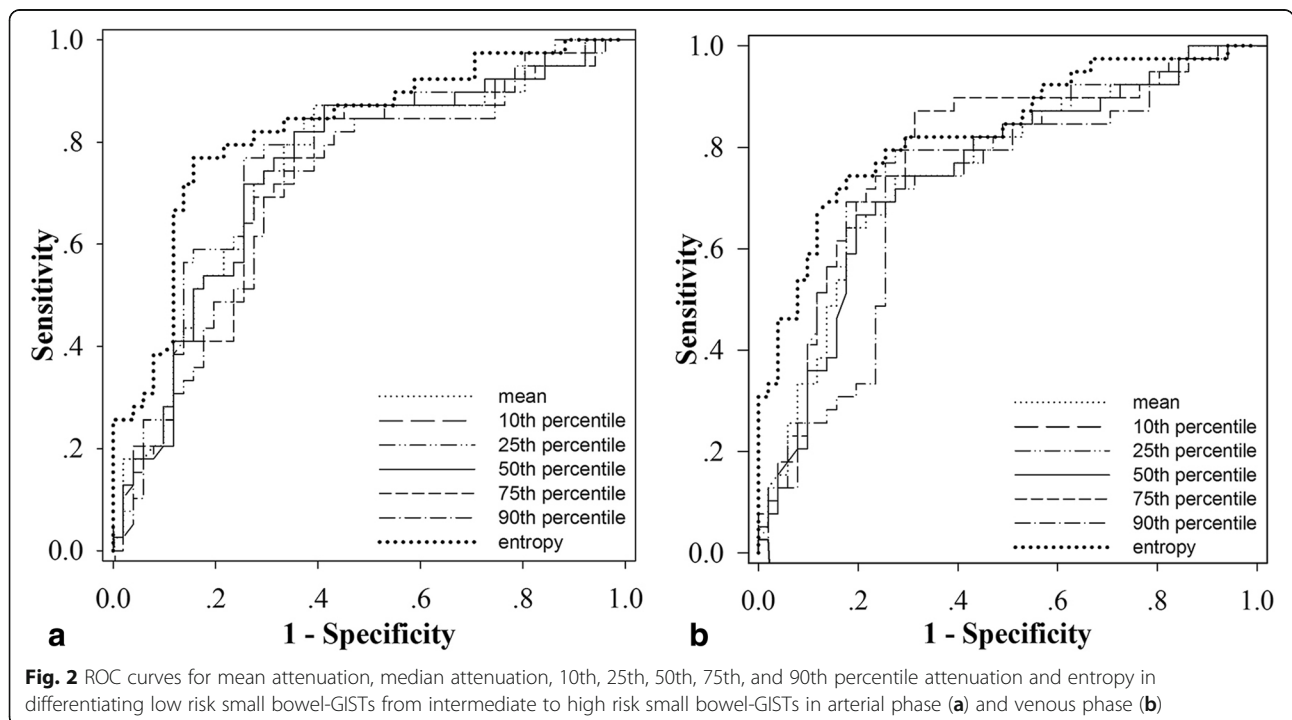 1.0
.8
.6
.4
.2
0.0
Sensitivity
mean
10th percentile
25th percentile
50th percentile
75th percentile
90th percentile
entropy
0.0 .2 .4 .6 .8 1.0
a
1 - Specificity
1.0
.8
.6
.4
.2
0.0
Sensitivity
mean
10th percentile
25th percentile
50th percentile
75th percentile
90th percentile
entropy
0.0 .2 .4 .6 .8 1.0
b
1 - Specificity
Fig. 2 ROC curves for mean attenuation, median attenuation, 10th, 25th, 50th, 75th, and 90th percentile attenuation and entropy in
differentiating low risk small bowel-GISTs from intermediate to high risk small bowel-GISTs in arterial phase (a) and venous phase (b)